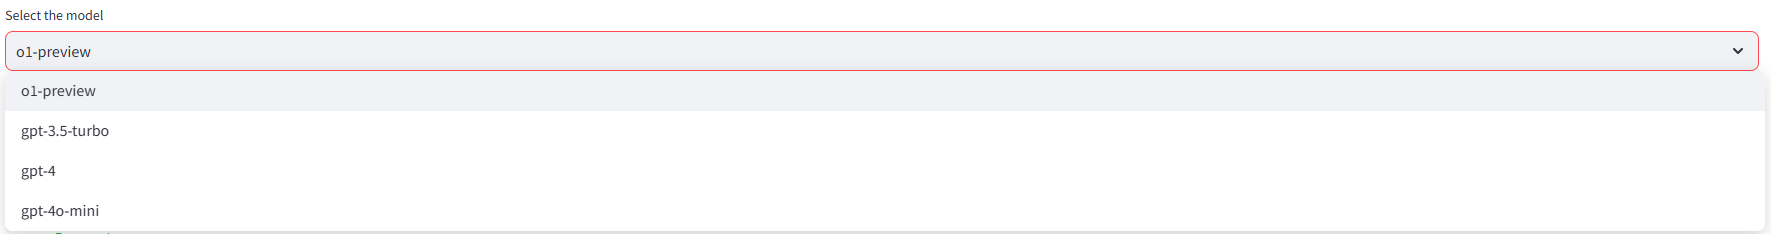 Select the model
o1-preview
o1-preview
gpt-3.5-turbo
gpt-4
gpt-4o-mini